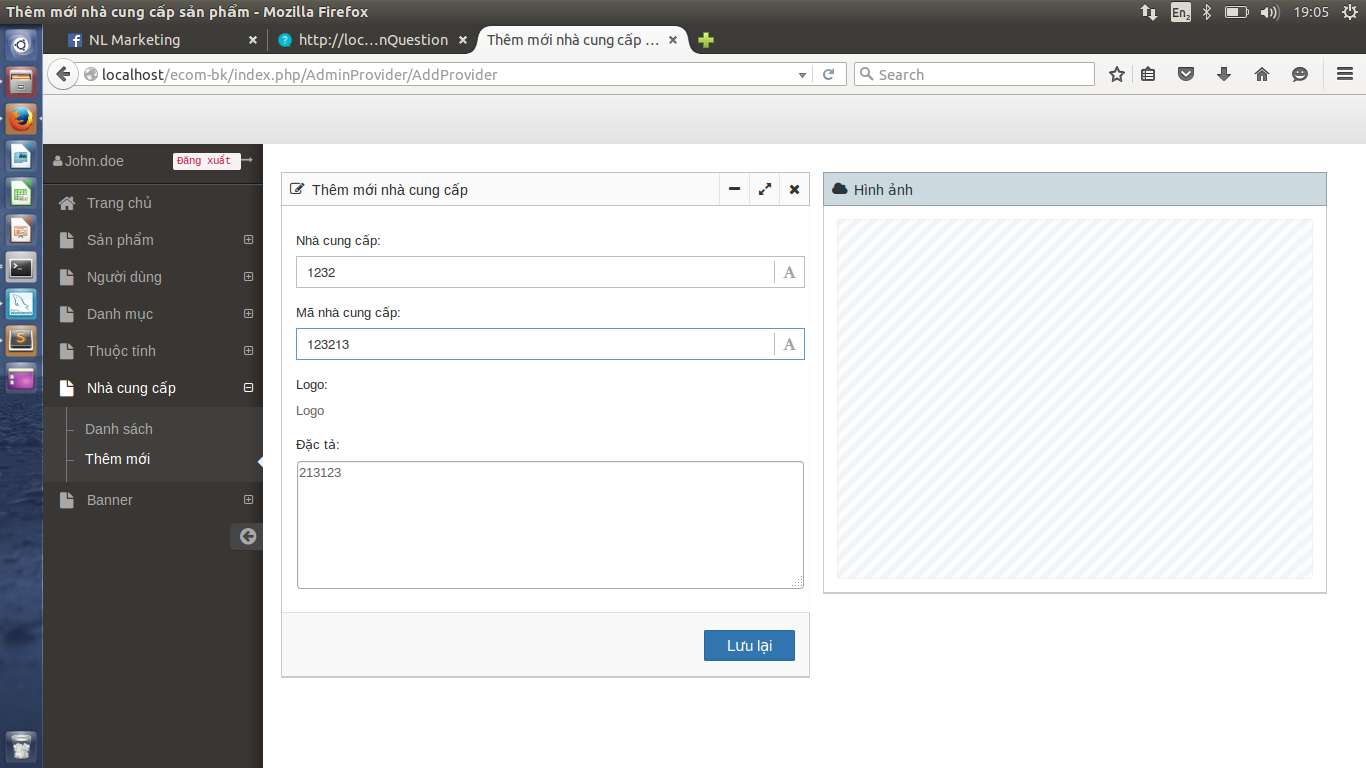 Thêm mới nhà cung cấp sản phẩm - Mozilla Firefox
En2
19:05
NL Marketing
http://loc...nQuestion
Thêm mới nhà cung cấp ...
localhost/ecom-bk/index.php/AdminProvider/AddProvider
Search
John.doe
Đăng xuất
Trang chủ
Sản phẩm
Người dùng
Danh mục
Thuộc tính
Nhà cung cấp
Danh sách
Thêm mới
Banner
Thêm mới nhà cung cấp
Nhà cung cấp:
1232
A
Mã nhà cung cấp:
123213
A
Logo:
Logo
Đặc tả:
213123
Lưu lại
Hình ảnh